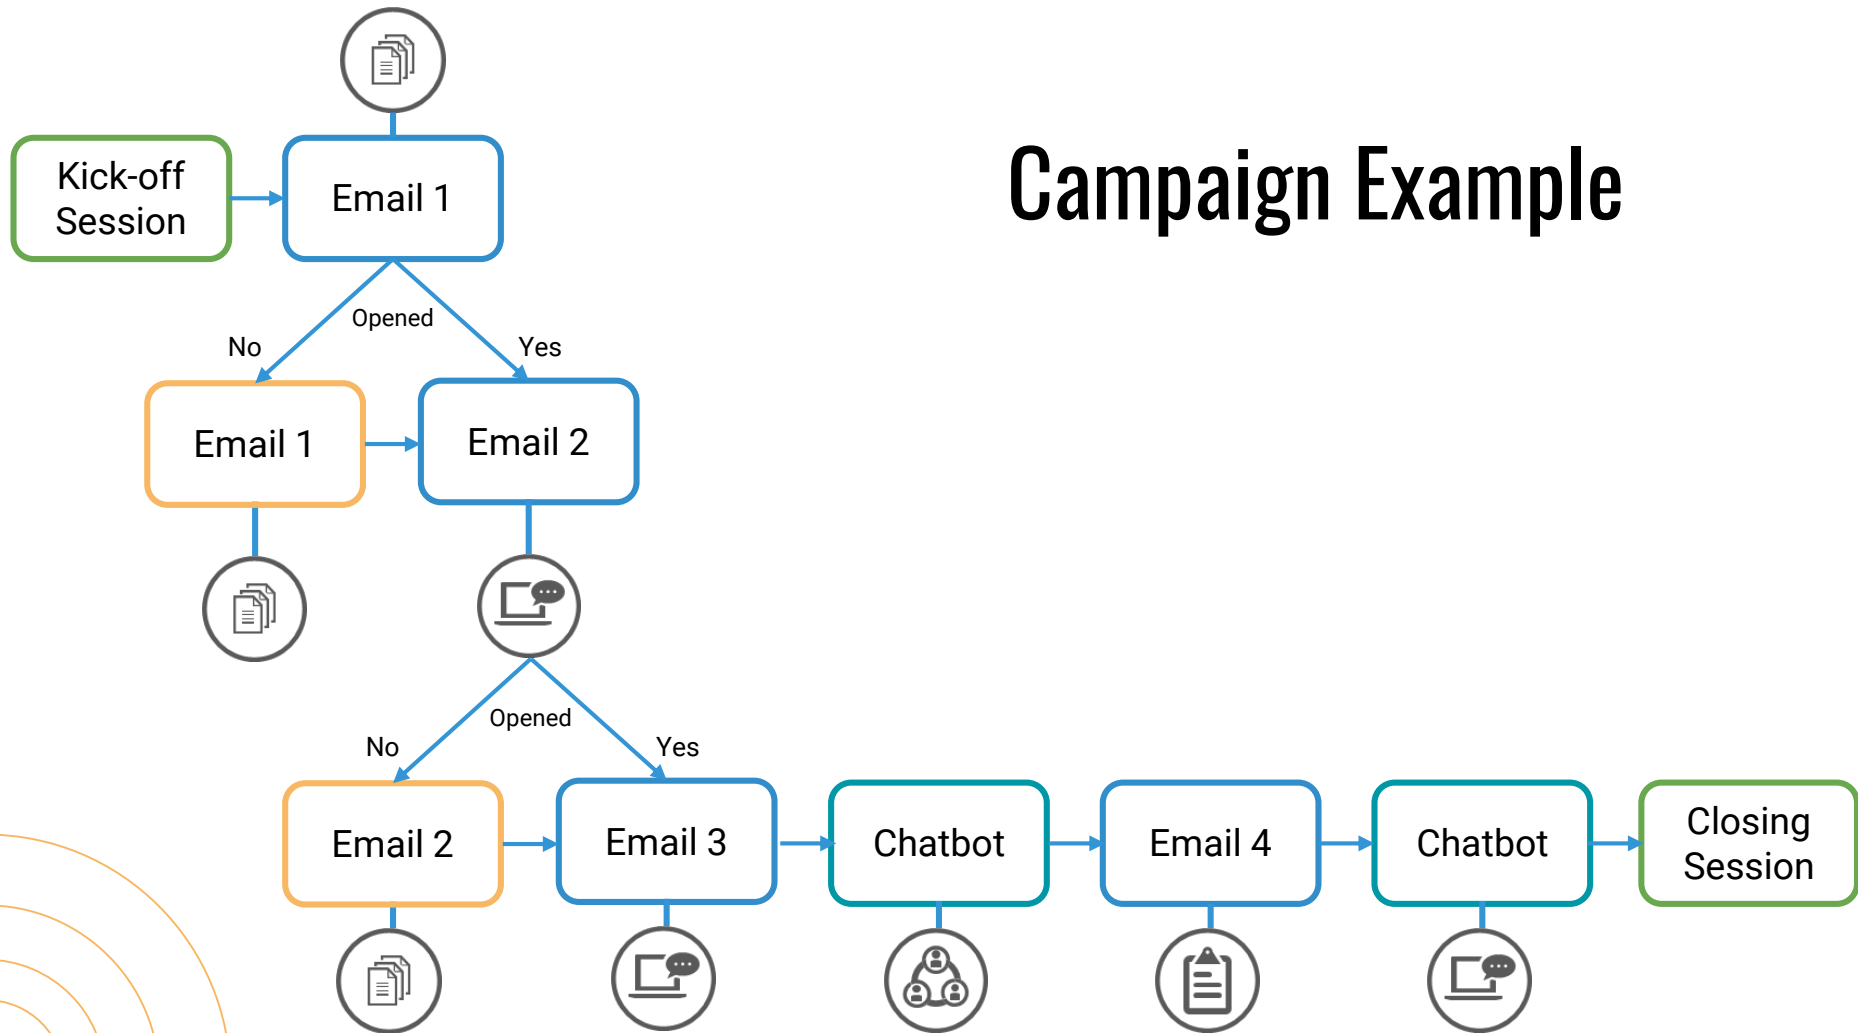 Campaign Example
Kick-off
Session
Email 1
Opened
No
Yes
Email 1
Email 2
Opened
No
Yes
Email 2
Email 3
Chatbot
Email 4
Chatbot
Closing
Session